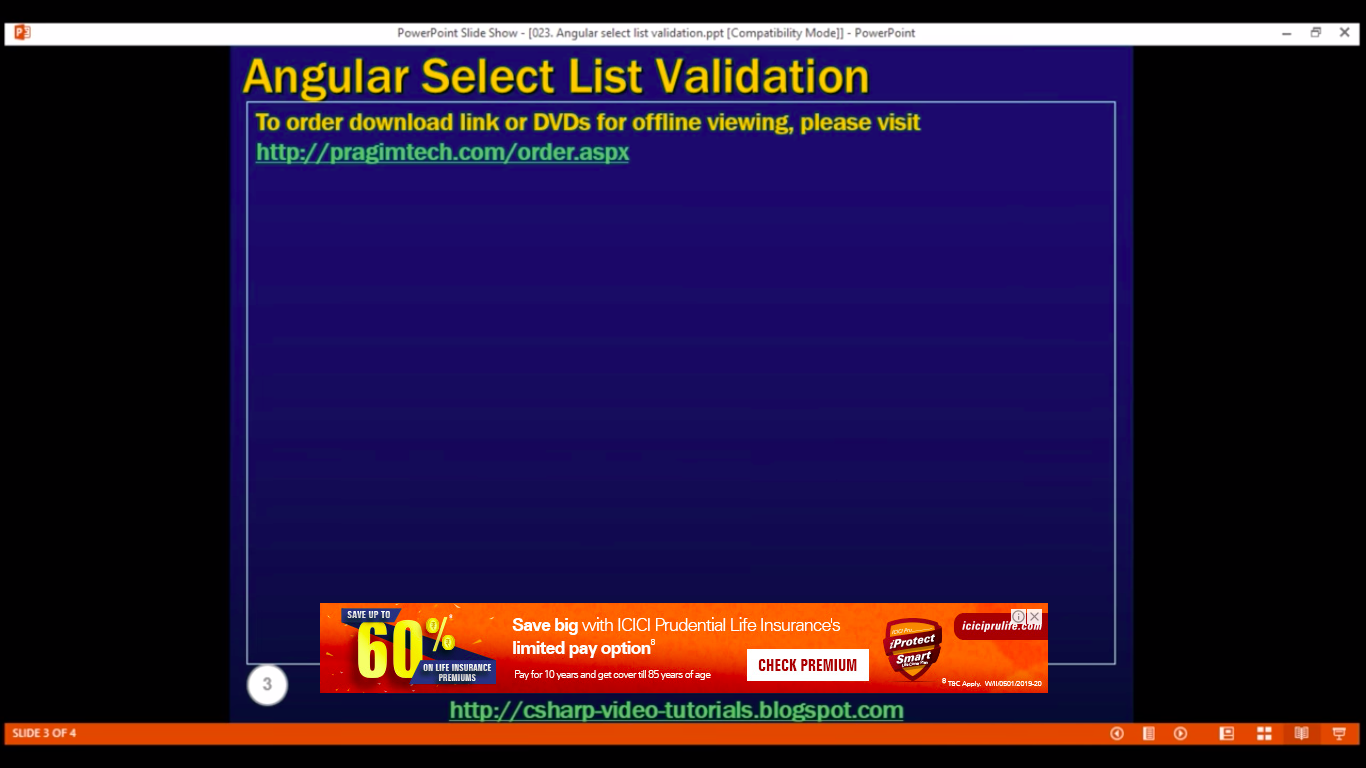 PowerPoint Slide Show - [023. Angular select list validation.ppt [Compatibility Mode]] - PowerPoint
Angular Select List Validation
To order download link or DVDs for offline viewing, please visit
http://pragimtech.com/order.aspx
SAVE UP TO
60%
ON LIFE INSURANCE
PREMIUMS
Save big with ICICI Prudential Life Insurance's
limited pay option⁸
Pay for 10 years and get cover till 85 years of age
CHECK PREMIUM
iProtect
Smart
iciciprulife.com
⁸ T&C Apply. W/II/0501/2019-20
3
http://csharp-video-tutorials.blogspot.com
SLIDE 3 OF 4